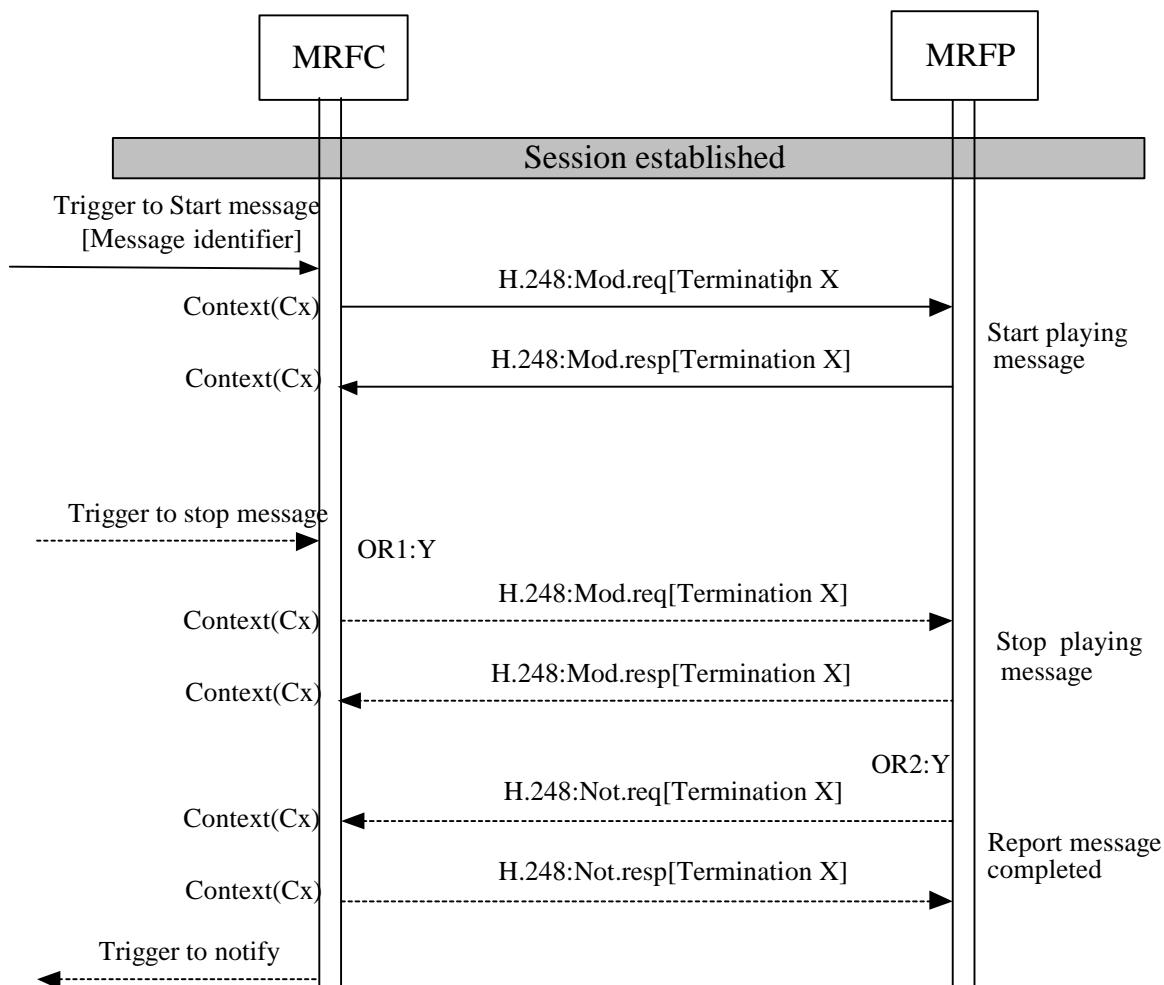 MRFC
MRFP
Session established
Trigger to Start message
[Message identifier]
H.248:Mod.req[Termination X]
Context(Cx)
Start playing
message
H.248:Mod.resp[Termination X]
Context(Cx)
Trigger to stop message
OR1:Y
H.248:Mod.req[Termination X]
Context(Cx)
Stop playing
message
H.248:Mod.resp[Termination X]
Context(Cx)
OR2:Y
H.248:Not.req[Termination X]
Context(Cx)
Report message
completed
H.248:Not.resp[Termination X]
Context(Cx)
Trigger to notify